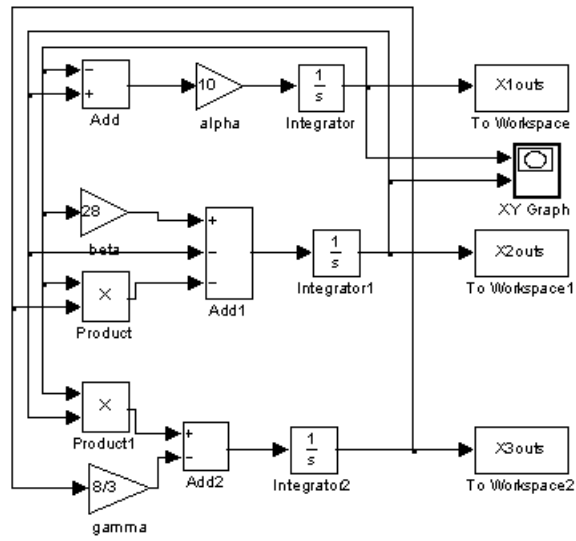 −
+
Add
10
alpha
1
s
Integrator
X1outs
To Workspace
XY Graph
28
beta
+
−
−
Add1
1
s
Integrator1
X2outs
To Workspace1
×
Product
×
Product1
+
−
Add2
1
s
Integrator2
X3outs
To Workspace2
8/3
gamma